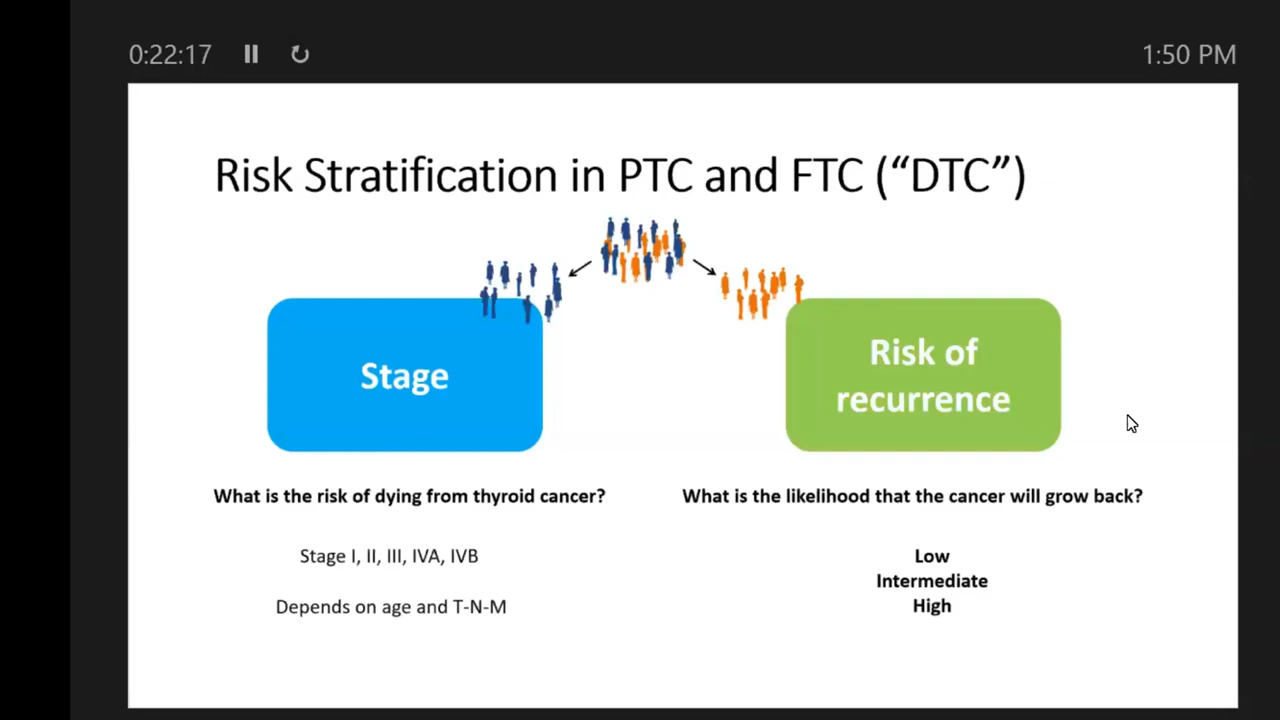 0:22:17
1:50 PM
Risk Stratification in PTC and FTC (“DTC”)
Stage
Risk of
recurrence
What is the risk of dying from thyroid cancer?
What is the likelihood that the cancer will grow back?
Stage I, II, III, IVA, IVB
Depends on age and T-N-M
Low
Intermediate
High